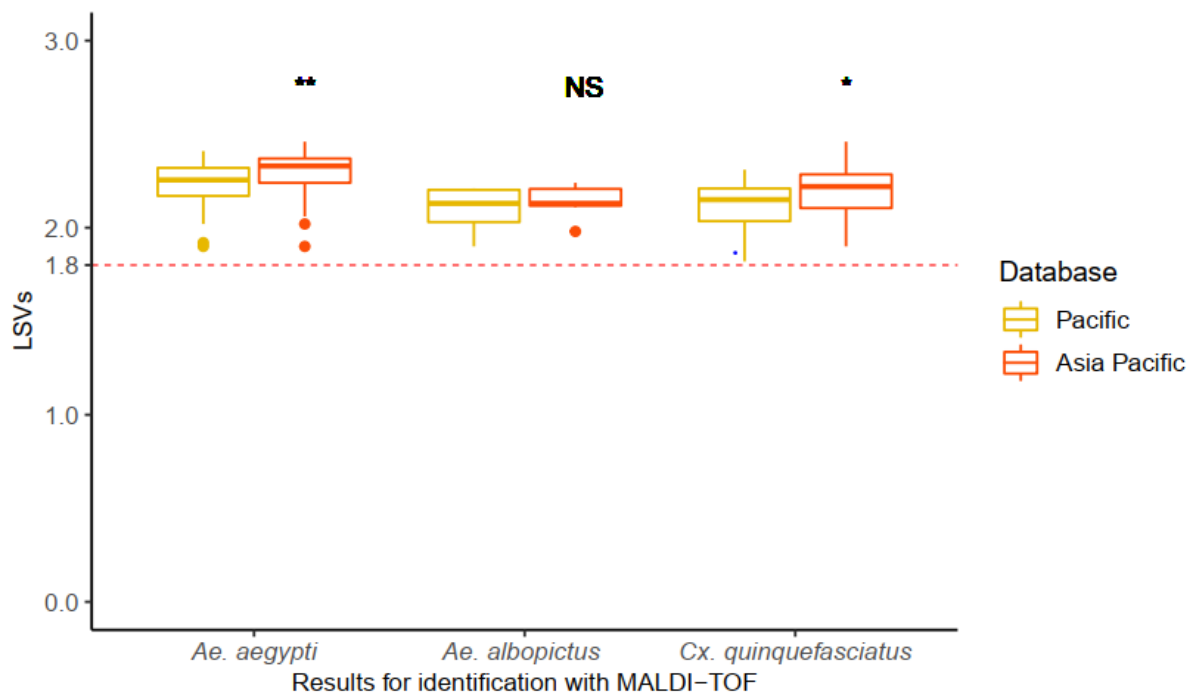 3.0
** NS *
2.0
1.8
1.0
0.0
LSVs
Ae. aegypti Ae. albopictus Cx. quinquefasciatus
Results for identification with MALDI−TOF
Database
Pacific
Asia Pacific